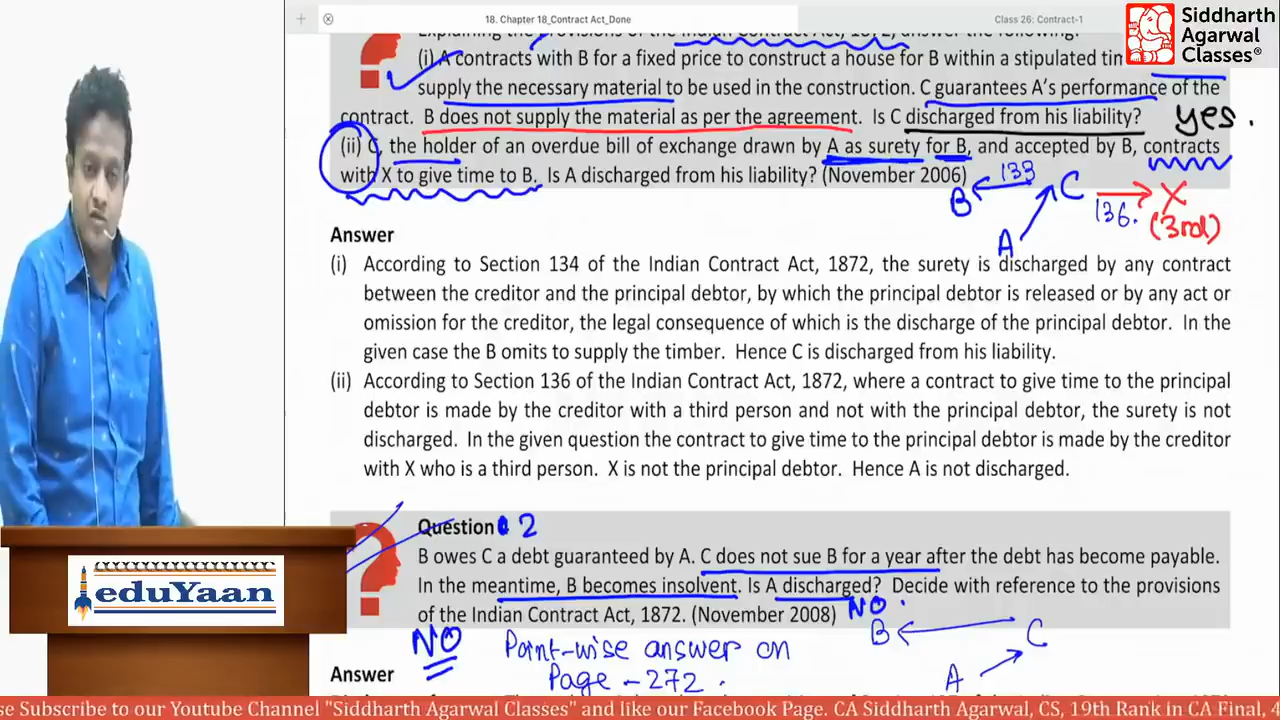 18. Chapter 18_Contract Act_Done
Class 26: Contract-1
Siddharth
Agarwal
Classes®
Explaining the provisions of the Indian Contract Act, 1872, answer the following:
(i) A contracts with B for a fixed price to construct a house for B within a stipulated tim
supply the necessary material to be used in the construction. C guarantees A's performance of the
contract. B does not supply the material as per the agreement. Is C discharged from his liability?
yes.
(ii) C, the holder of an overdue bill of exchange drawn by A as surety for B, and accepted by B, contracts
with X to give time to B. Is A discharged from his liability? (November 2006)
B 133 C 136. X
(3rd)
A
Answer
(i) According to Section 134 of the Indian Contract Act, 1872, the surety is discharged by any contract
between the creditor and the principal debtor, by which the principal debtor is released or by any act or
omission for the creditor, the legal consequence of which is the discharge of the principal debtor. In the
given case the B omits to supply the timber. Hence C is discharged from his liability.
(ii) According to Section 136 of the Indian Contract Act, 1872, where a contract to give time to the principal
debtor is made by the creditor with a third person and not with the principal debtor, the surety is not
discharged. In the given question the contract to give time to the principal debtor is made by the creditor
with X who is a third person. X is not the principal debtor. Hence A is not discharged.
Question 2
B owes C a debt guaranteed by A. C does not sue B for a year after the debt has become payable.
In the meantime, B becomes insolvent. Is A discharged? Decide with reference to the provisions
of the Indian Contract Act, 1872. (November 2008)
NO.
B C
A
NO
Point-wise answer on
Page - 272.
Answer
eduYaan
se Subscribe to our Youtube Channel "Siddharth Agarwal Classes" and like our Facebook Page. CA Siddharth Agarwal, CS, 19th Rank in CA Final, 4